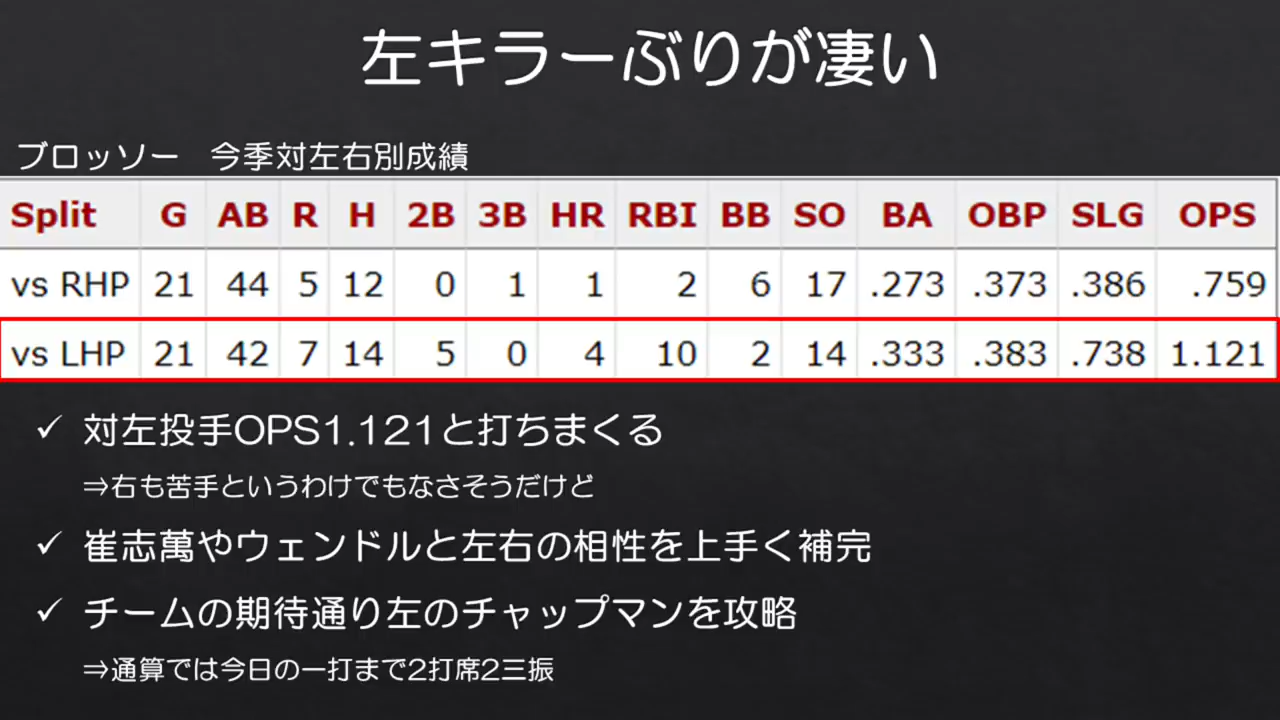 左キラーぶりが凄い
ブロッソー　今季対左右別成績
Split G AB R H 2B 3B HR RBI BB SO BA OBP SLG OPS
vs RHP 21 44 5 12 0 1 1 2 6 17 .273 .373 .386 .759
vs LHP 21 42 7 14 5 0 4 10 2 14 .333 .383 .738 1.121
✓ 対左投手OPS1.121と打ちまくる
⇒右も苦手というわけでもなさそうだけど
✓ 崔志萬やウェンドルと左右の相性を上手く補完
✓ チームの期待通り左のチャップマンを攻略
⇒通算では今日の一打まで2打席2三振